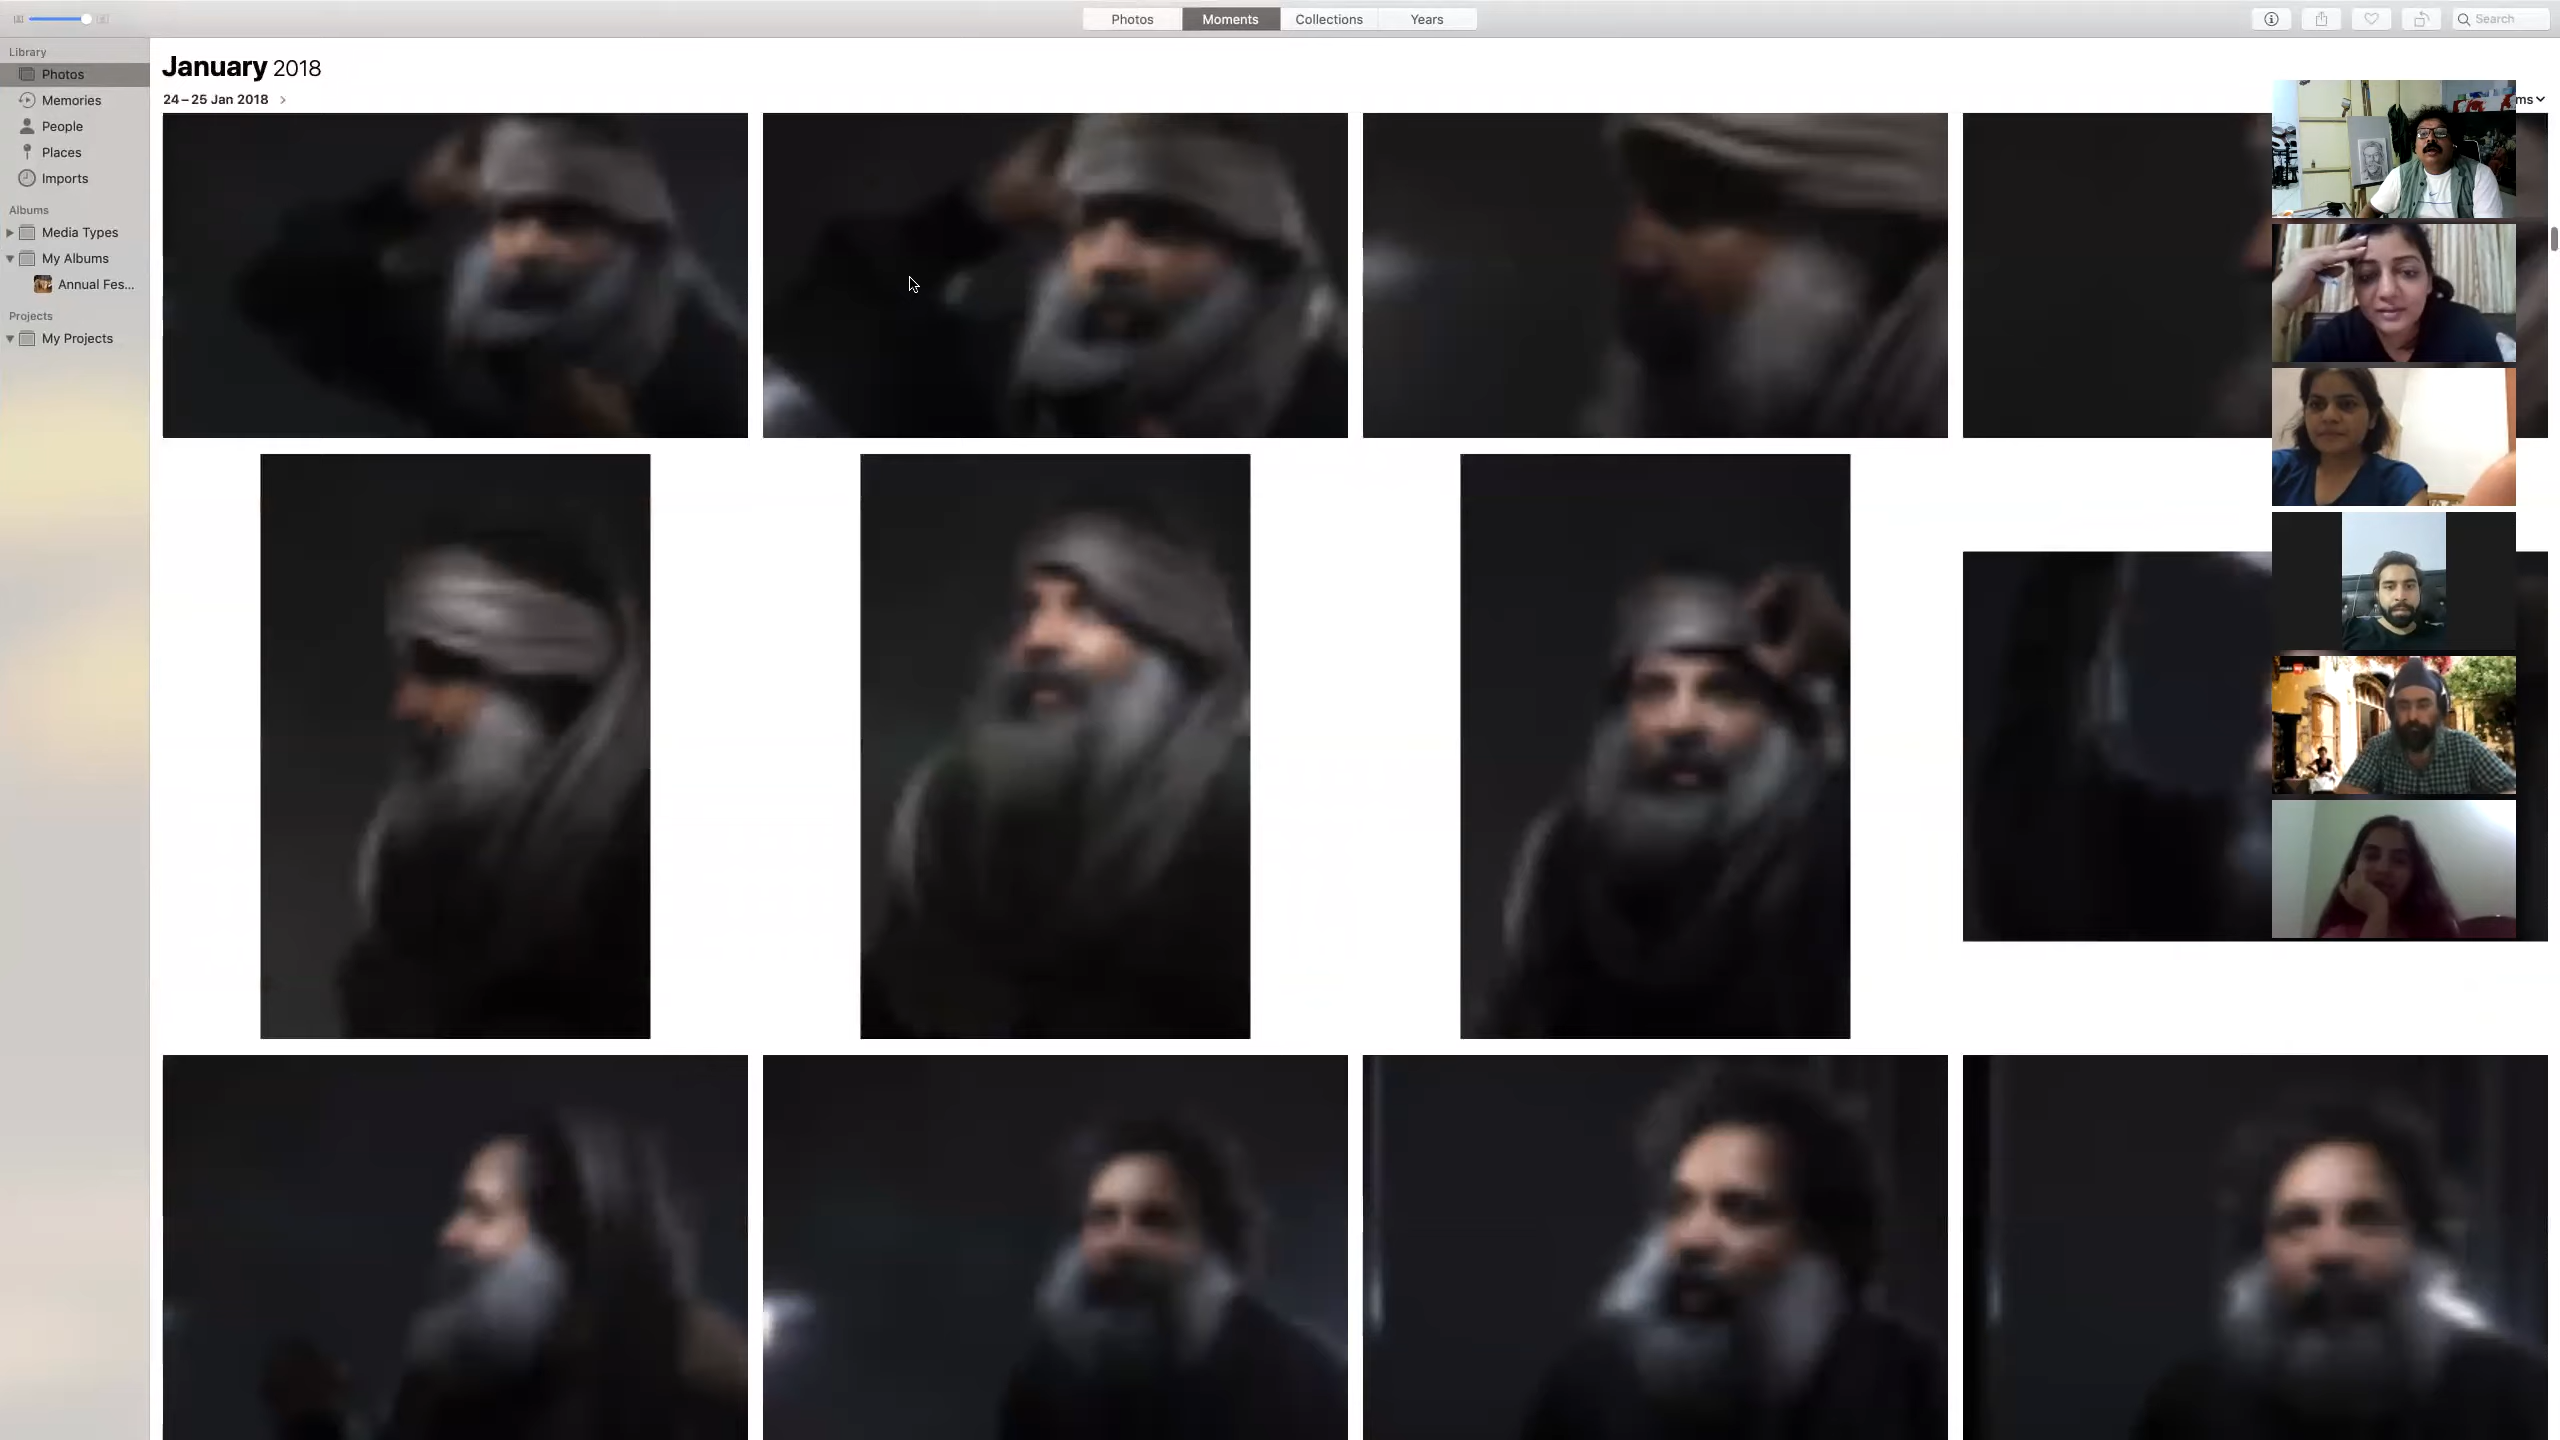 Photos Moments Collections Years
Search
Library
Photos
Memories
People
Places
Imports
Albums
Media Types
My Albums
Annual Fes...
Projects
My Projects
January 2018
24–25 Jan 2018
ms